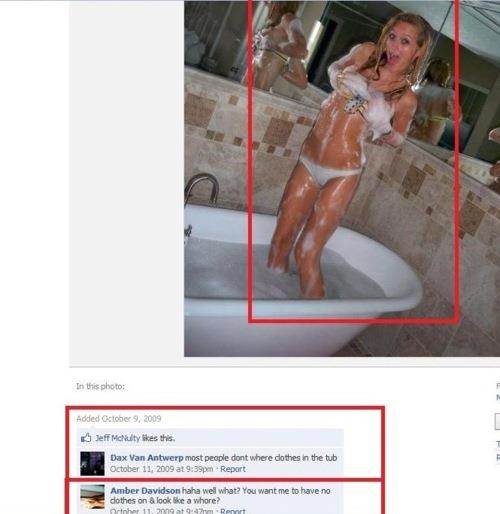 In this photo:
Added October 9, 2009
Jeff McNulty likes this.
Dax Van Antwerp most people dont where clothes in the tub
October 11, 2009 at 9:39pm · Report
Amber Davidson haha well what? You want me to have no
clothes on & look like a whore?
October 11, 2009 at 9:47pm · Report